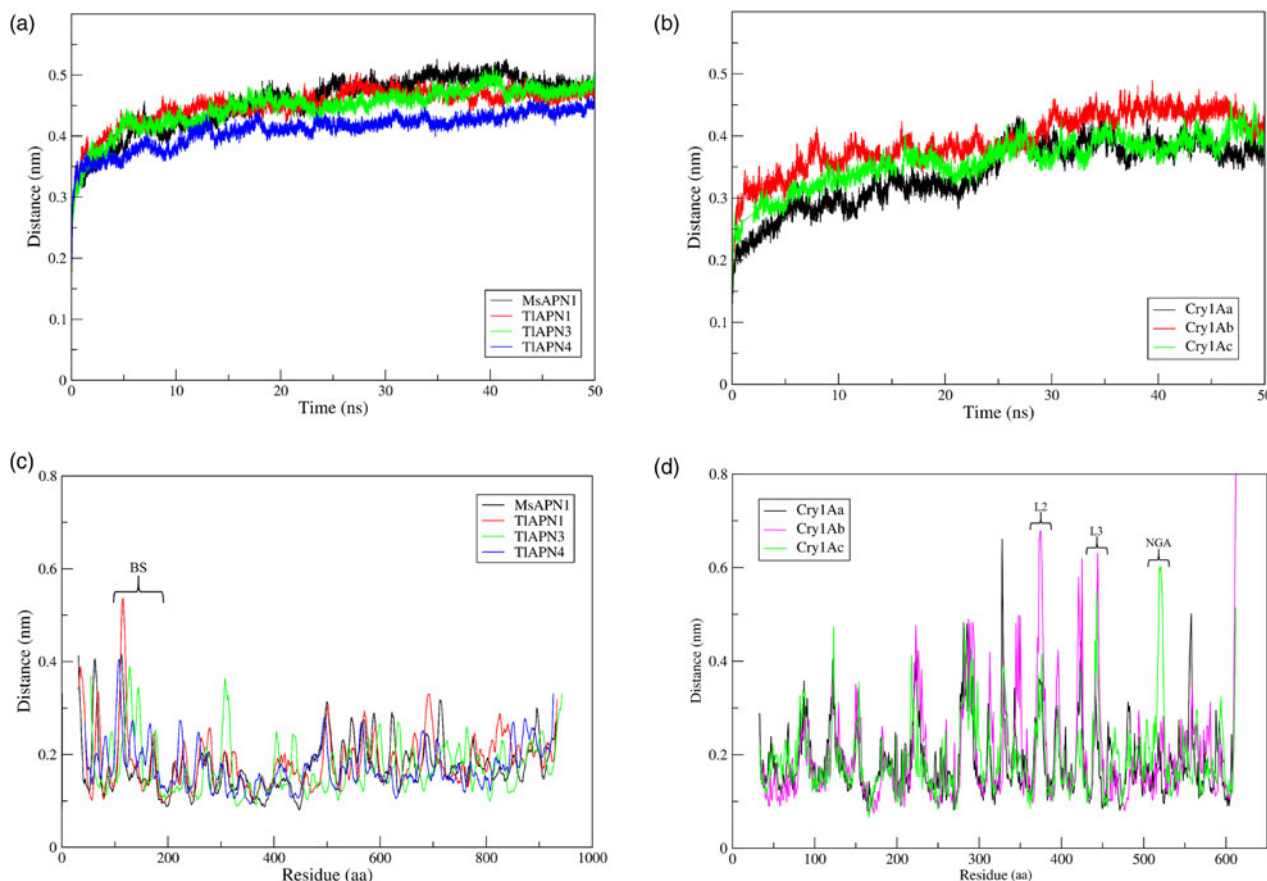 (a)
Distance (nm)
0.5
0.4
0.3
0.2
0.1
0
0 10 20 30 40 50
Time (ns)
MsAPN1
TlAPN1
TlAPN3
TlAPN4
(b)
Distance (nm)
0.5
0.4
0.3
0.2
0.1
0
0 10 20 30 40 50
Time (ns)
Cry1Aa
Cry1Ab
Cry1Ac
(c)
Distance (nm)
0.8
0.6
0.4
0.2
0
0 200 400 600 800 1000
Residue (aa)
BS
MsAPN1
TlAPN1
TlAPN3
TlAPN4
(d)
Distance (nm)
0.8
0.6
0.4
0.2
0
0 100 200 300 400 500 600
Residue (aa)
Cry1Aa
Cry1Ab
Cry1Ac
L2
L3
NGA